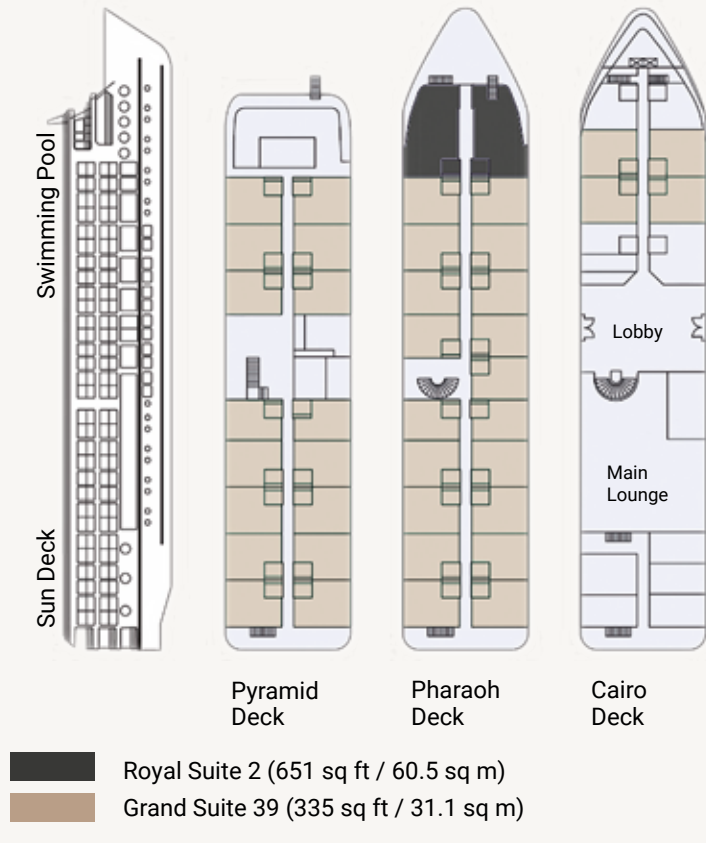 Swimming Pool
Sun Deck
Lobby
Main
Lounge
Pyramid
Deck
Pharaoh
Deck
Cairo
Deck
Royal Suite 2 (651 sq ft / 60.5 sq m)
Grand Suite 39 (335 sq ft / 31.1 sq m)